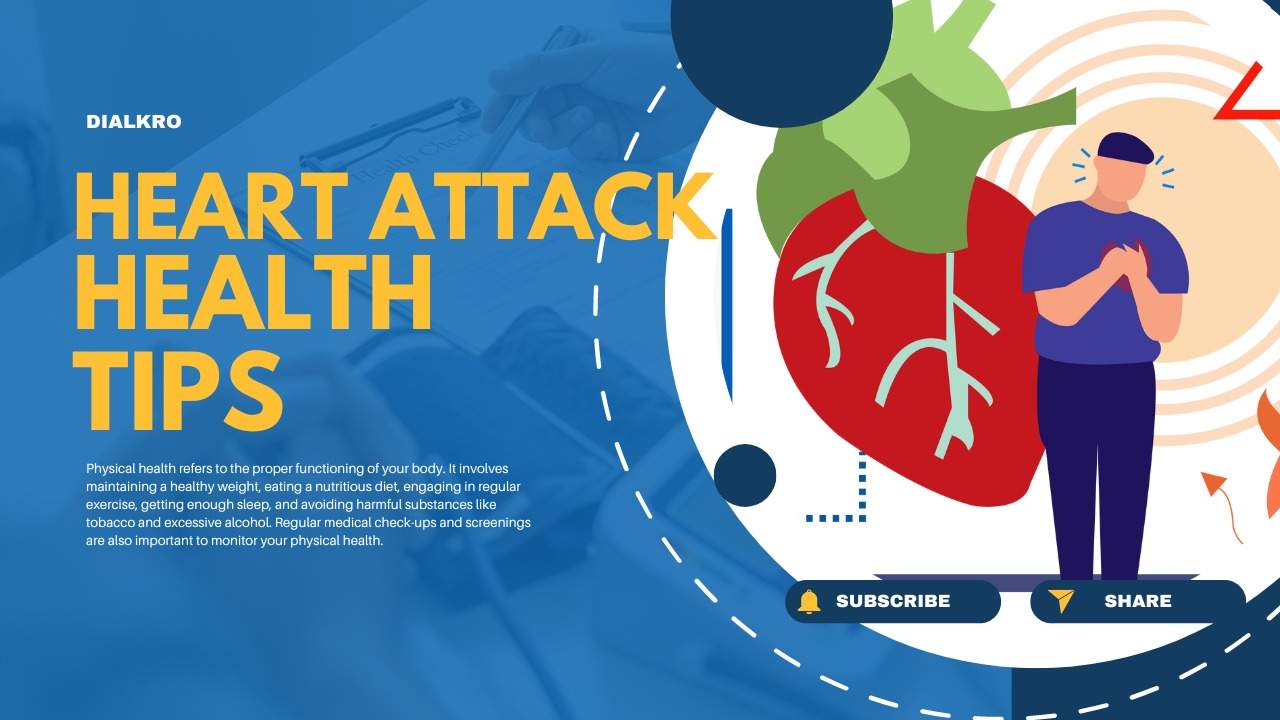 DIALKRO
HEART ATTACK
HEALTH
TIPS
Health Check
Physical health refers to the proper functioning of your body. It involves
maintaining a healthy weight, eating a nutritious diet, engaging in regular
exercise, getting enough sleep, and avoiding harmful substances like
tobacco and excessive alcohol. Regular medical check-ups and screenings
are also important to monitor your physical health.
SUBSCRIBE
SHARE